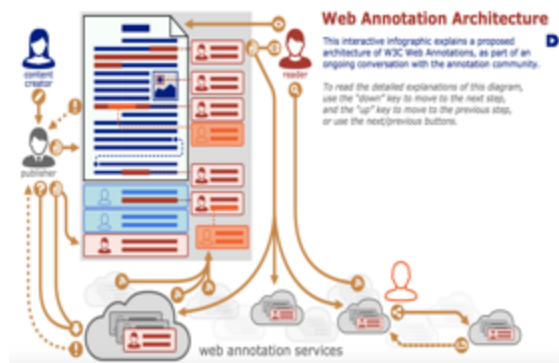 Web Annotation Architecture
This interactive infographic explains a proposed
architecture of W3C Web Annotations, as part of an
ongoing conversation with the annotation community.
D
To read the detailed explanations of this diagram,
use the "down" key to move to the next step,
and the "up" key to move to the previous step,
or use the next/previous buttons.
content
creator
reader
publisher
web annotation services